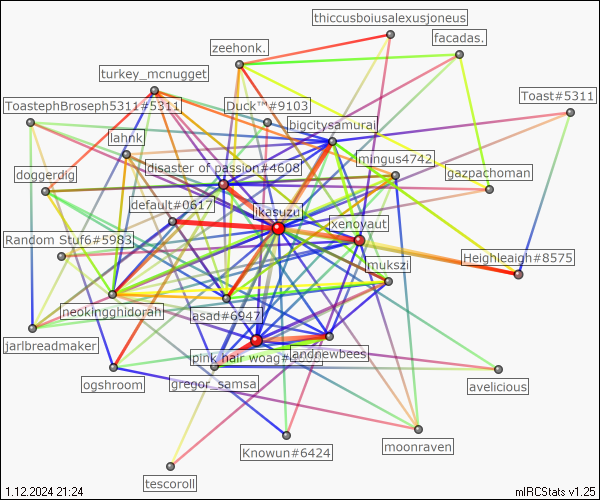 thiccusboiusalexusjoneus
facadas.
zeehonk.
turkey_mcnugget
Toast#5311
ToastephBroseph5311#5311
Duck™#9103
bigcitysamurai
lahnk
mingus4742
disaster of passion#4608
doggerdig
gazpachoman
default#0617
ikasuzu
xenoyaut
Random Stuf6#5983
Heighleaigh#8575
mukszi
neokingghidorah
asad#6947
jarlbreadmaker
pink hair woag#
andnewbees
ogshroom
gregor_samsa
avelicious
Knowun#6424
moonraven
tescoroll
1.12.2024 21:24
mIRCStats v1.25